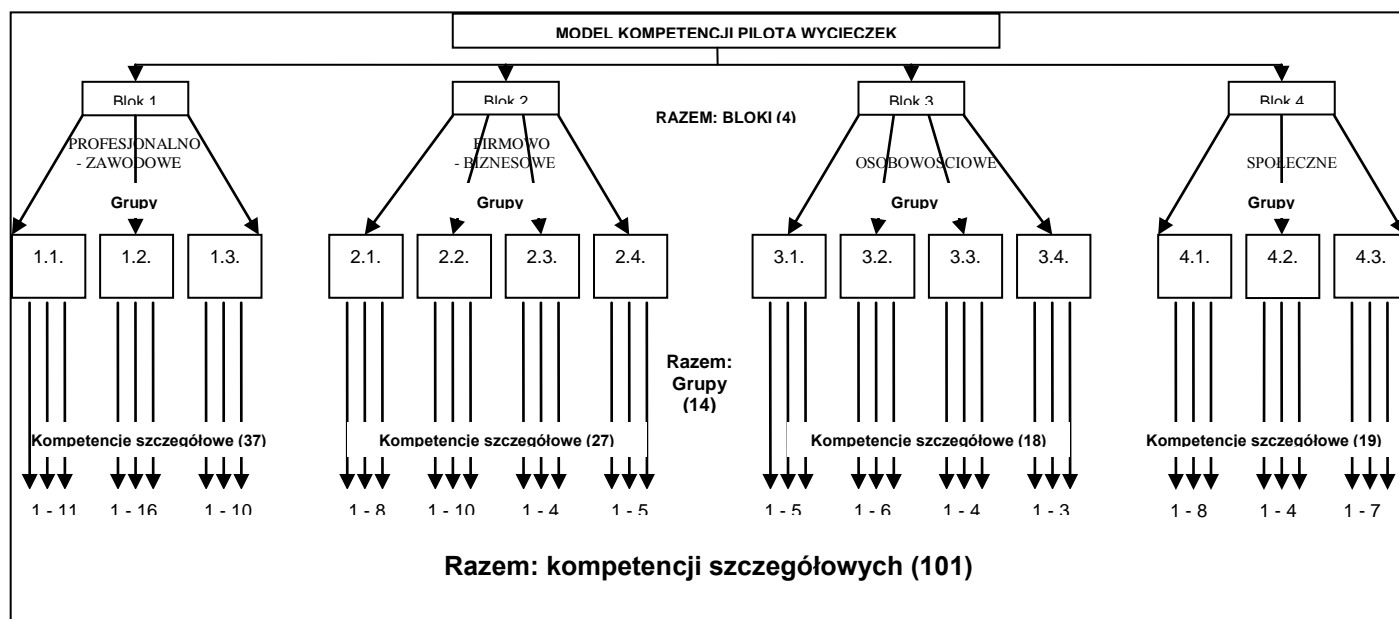 MODEL KOMPETENCJI PILOTA WYCIECZEK
Blok 1
Blok 2
Blok 3
Blok 4
RAZEM: BLOKI (4)
PROFESJONALNO
- ZAWODOWE
FIRMOWO
- BIZNESOWE
OSOBOWOŚCIOWE
SPOŁECZNE
Grupy
Grupy
Grupy
Grupy
1.1.
1.2.
1.3.
2.1.
2.2.
2.3.
2.4.
3.1.
3.2.
3.3.
3.4.
4.1.
4.2.
4.3.
Razem:
Grupy
(14)
Kompetencje szczegółowe (37)
Kompetencje szczegółowe (27)
Kompetencje szczegółowe (18)
Kompetencje szczegółowe (19)
1 - 11
1 - 16
1 - 10
1 - 8
1 - 10
1 - 4
1 - 5
1 - 5
1 - 6
1 - 4
1 - 3
1 - 8
1 - 4
1 - 7
Razem: kompetencji szczegółowych (101)